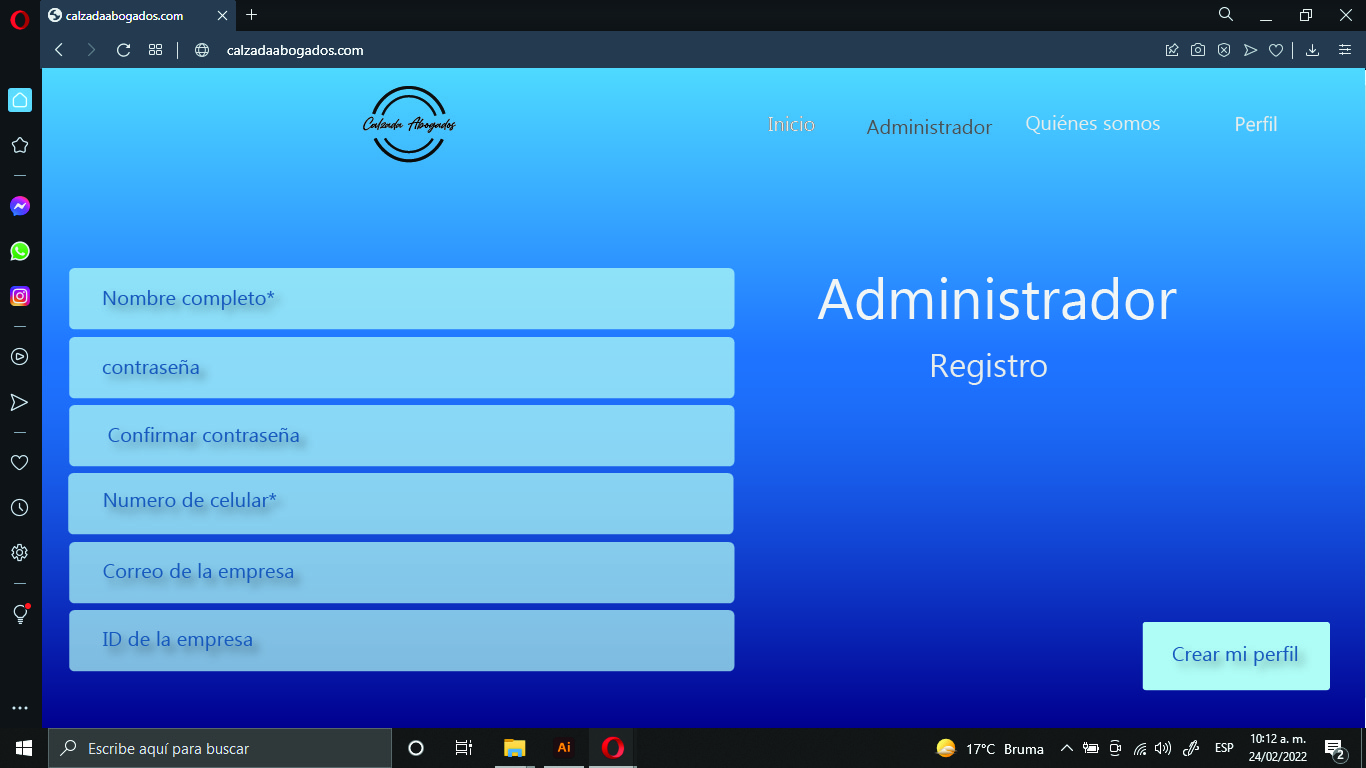 calzadaabogados.com
calzadaabogados.com
Calzada Abogados
Inicio
Administrador
Quiénes somos
Perfil
Nombre completo*
contraseña
Confirmar contraseña
Numero de celular*
Correo de la empresa
ID de la empresa
Administrador
Registro
Crear mi perfil
Escribe aquí para buscar
Ai
17°C Bruma
ESP
10:12 a. m.
24/02/2022
2